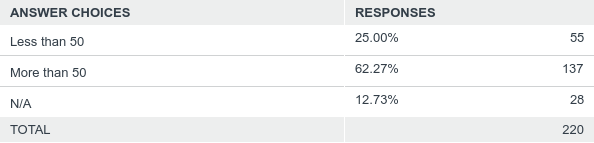 ANSWER CHOICES RESPONSES
Less than 50 25.00% 55
More than 50 62.27% 137
N/A 12.73% 28
TOTAL 220